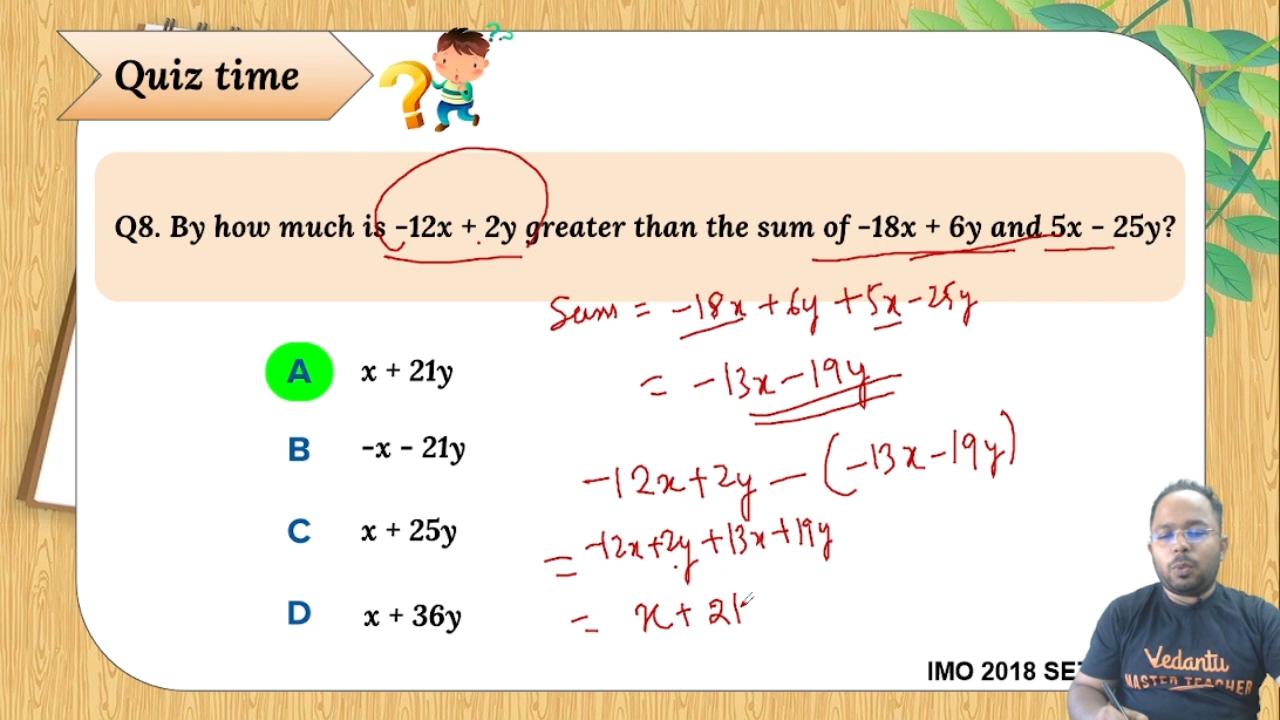 Quiz time
Q8. By how much is -12x + 2y greater than the sum of -18x + 6y and 5x - 25y?
Sum = -18x + 6y + 5x - 25y
A x + 21y
= -13x - 19y
B -x - 21y
-12x + 2y - (-13x - 19y)
C x + 25y
= -12x + 2y + 13x + 19y
D x + 36y
= x + 21
IMO 2018 SE
Vedantu
MASTER TEACHER